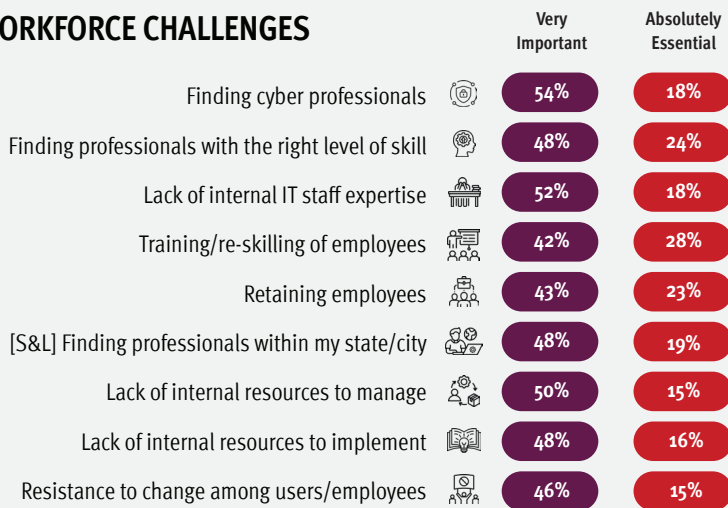 ORKFORCE CHALLENGES
Very Important
Absolutely Essential
Finding cyber professionals 54% 18%
Finding professionals with the right level of skill 48% 24%
Lack of internal IT staff expertise 52% 18%
Training/re-skilling of employees 42% 28%
Retaining employees 43% 23%
[S&L] Finding professionals within my state/city 48% 19%
Lack of internal resources to manage 50% 15%
Lack of internal resources to implement 48% 16%
Resistance to change among users/employees 46% 15%